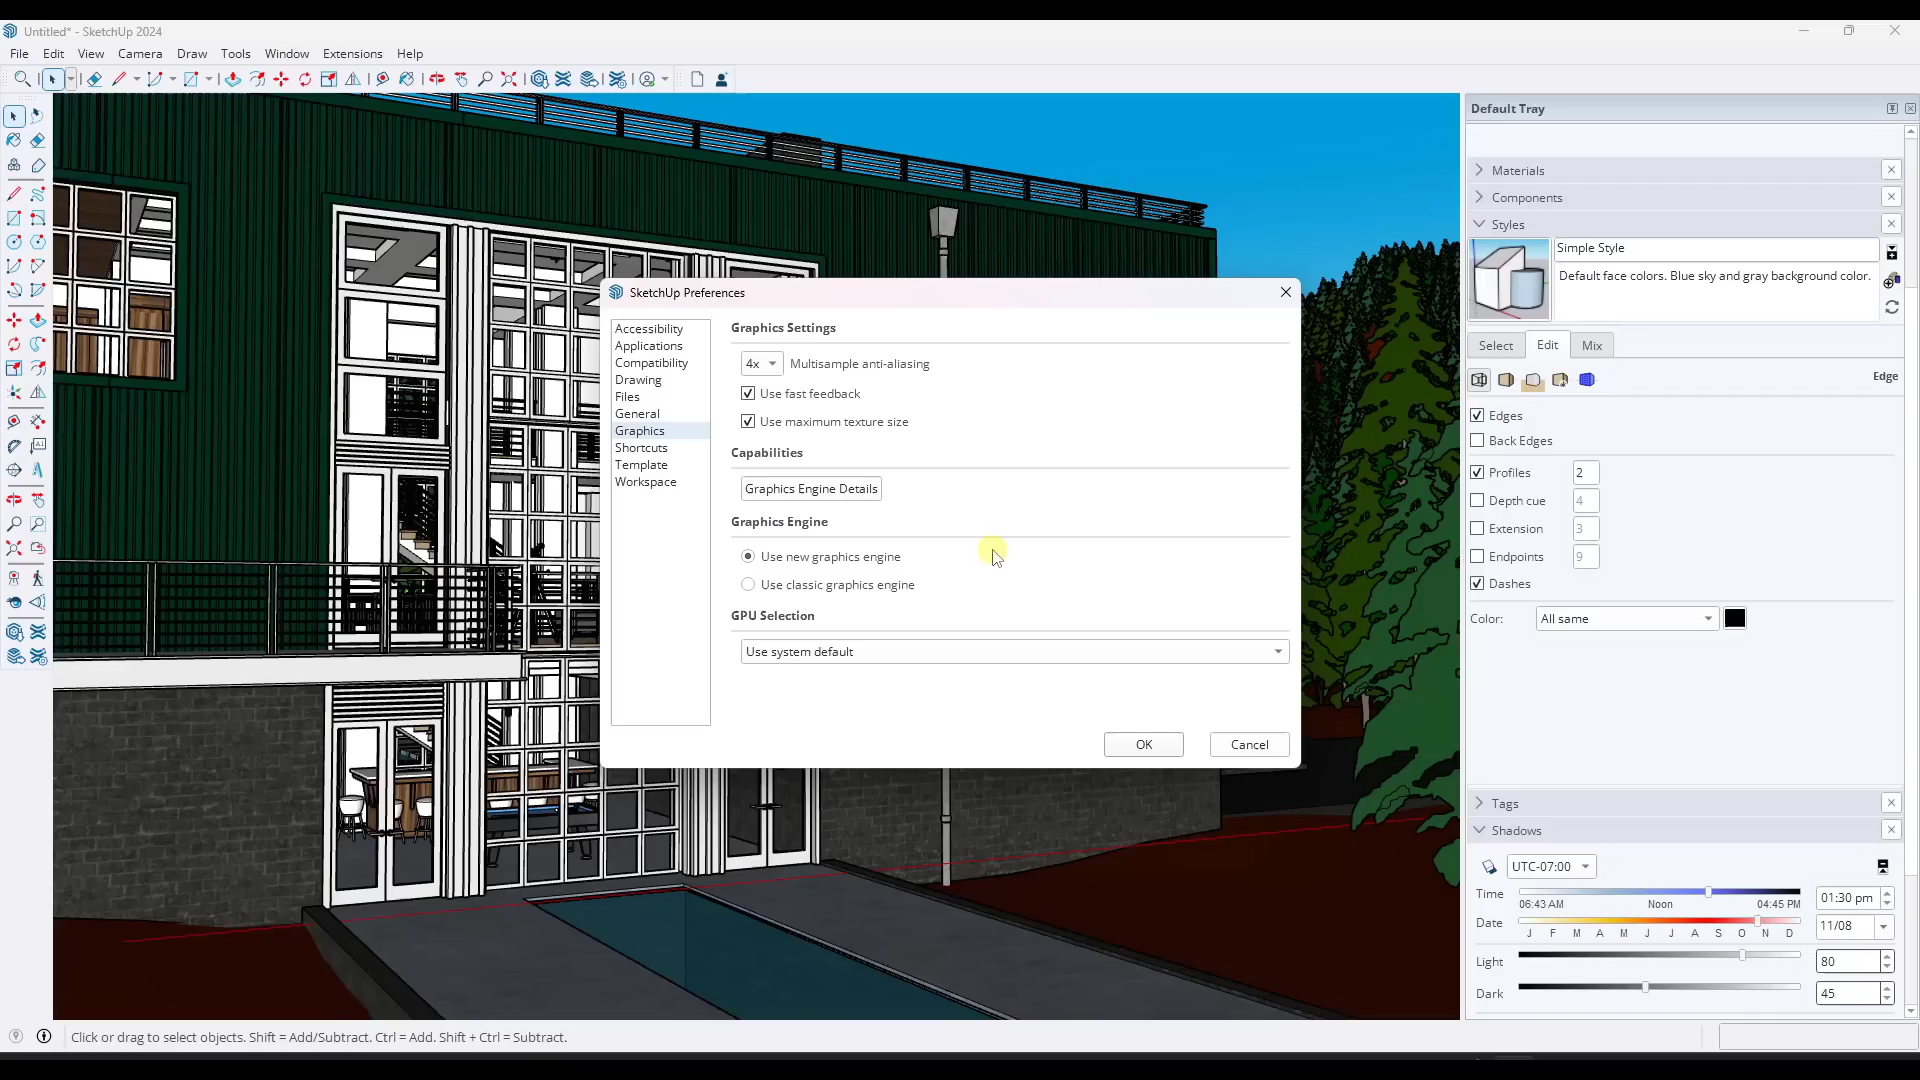 Untitled* - SketchUp 2024
File Edit View Camera Draw Tools Window Extensions Help
Default Tray
Materials
Components
Styles
Simple Style
Default face colors. Blue sky and gray background color.
Select Edit Mix
Edge
Edges
Back Edges
Profiles 2
Depth cue 4
Extension 3
Endpoints 9
Dashes
Color: All same
Tags
Shadows
UTC-07:00
Time 01:30 pm
06:43 AM Noon 04:45 PM
Date 11/08
J F M A M J J A S O N D
Light 80
Dark 45
SketchUp Preferences
Accessibility
Applications
Compatibility
Drawing
Files
General
Graphics
Shortcuts
Template
Workspace
Graphics Settings
4x Multisample anti-aliasing
Use fast feedback
Use maximum texture size
Capabilities
Graphics Engine Details
Graphics Engine
Use new graphics engine
Use classic graphics engine
GPU Selection
Use system default
OK Cancel
Click or drag to select objects. Shift = Add/Subtract. Ctrl = Add. Shift + Ctrl = Subtract.